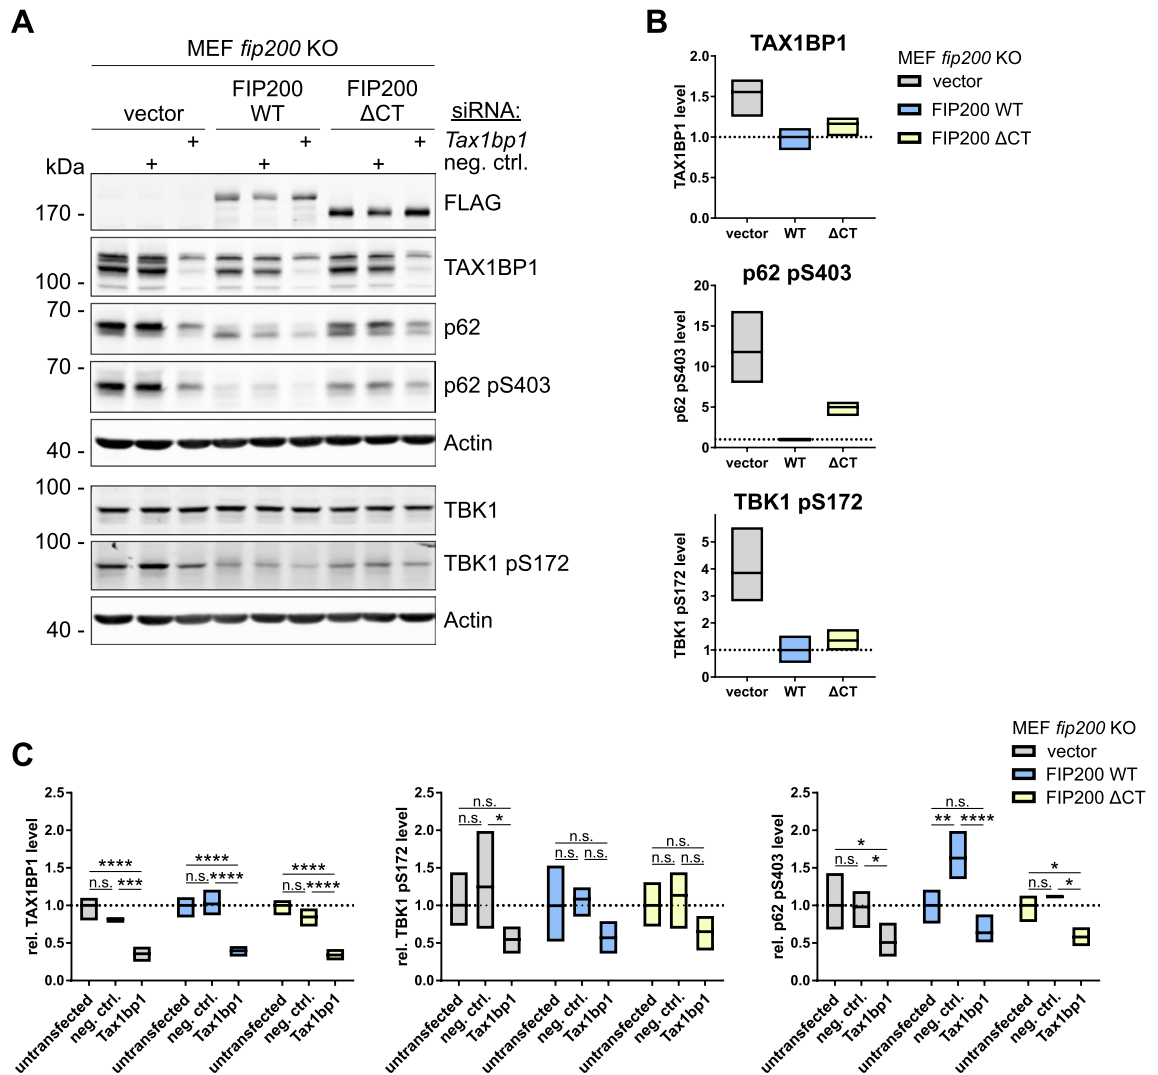 A
MEF fip200 KO
vector
FIP200
WT
FIP200
ΔCT
siRNA:
+ + + Tax1bp1
kDa + + + neg. ctrl.
170 - FLAG
100 - TAX1BP1
70 - p62
70 - p62 pS403
40 - Actin
100 - TBK1
100 - TBK1 pS172
40 - Actin
B
TAX1BP1
TAX1BP1 level
2.0
1.5
1.0
0.5
0.0
vector WT ΔCT
MEF fip200 KO
vector
FIP200 WT
FIP200 ΔCT
p62 pS403
p62 pS403 level
20
15
10
5
0
vector WT ΔCT
TBK1 pS172
TBK1 pS172 level
5
4
3
2
1
0
vector WT ΔCT
C
MEF fip200 KO
vector
FIP200 WT
FIP200 ΔCT
rel. TAX1BP1 level
2.5
2.0
1.5
1.0
0.5
0.0
****
n.s. ***
****
n.s. ****
****
n.s. ****
untransfected
neg. ctrl.
Tax1bp1
untransfected
neg. ctrl.
Tax1bp1
untransfected
neg. ctrl.
Tax1bp1
rel. TBK1 pS172 level
2.5
2.0
1.5
1.0
0.5
0.0
n.s.
n.s. *
n.s.
n.s. n.s.
n.s.
n.s. n.s.
untransfected
neg. ctrl.
Tax1bp1
untransfected
neg. ctrl.
Tax1bp1
untransfected
neg. ctrl.
Tax1bp1
rel. p62 pS403 level
2.5
2.0
1.5
1.0
0.5
0.0
*
n.s. *
n.s.
** ****
*
n.s. *
untransfected
neg. ctrl.
Tax1bp1
untransfected
neg. ctrl.
Tax1bp1
untransfected
neg. ctrl.
Tax1bp1